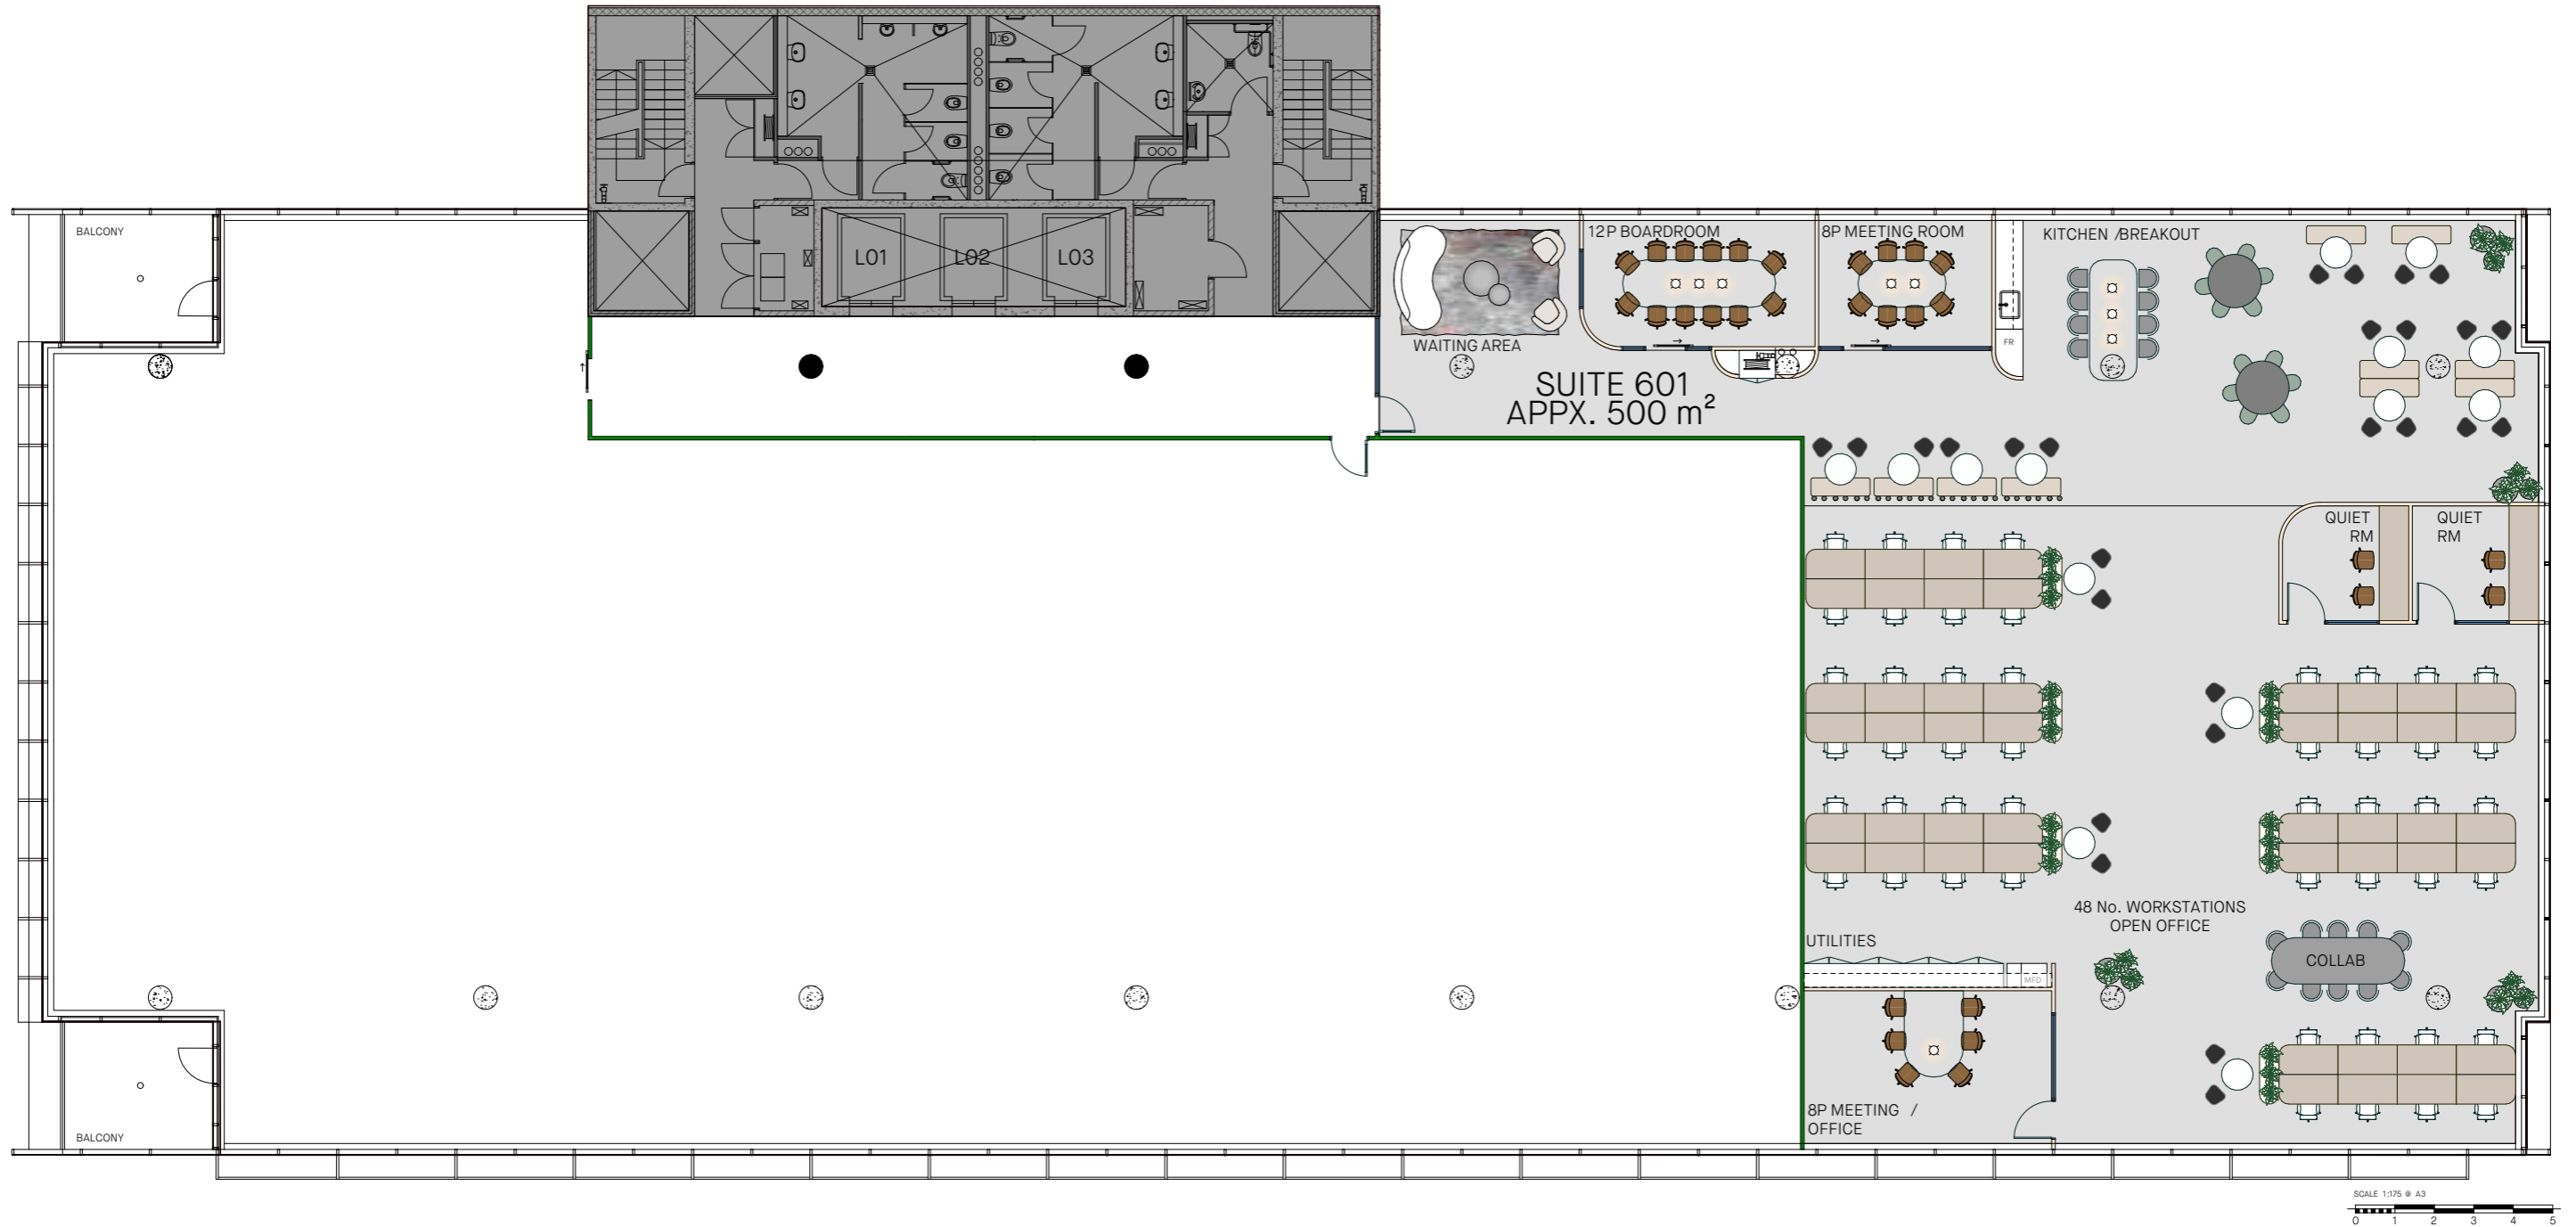 BALCONY
L01
L02
L03
12P BOARDROOM
8P MEETING ROOM
KITCHEN /BREAKOUT
FR
WAITING AREA
SUITE 601
APPX. 500 m²
QUIET
RM
QUIET
RM
48 No. WORKSTATIONS
OPEN OFFICE
UTILITIES
MFD
COLLAB
8P MEETING /
OFFICE
BALCONY
SCALE 1:175 @ A3
0 1 2 3 4 5